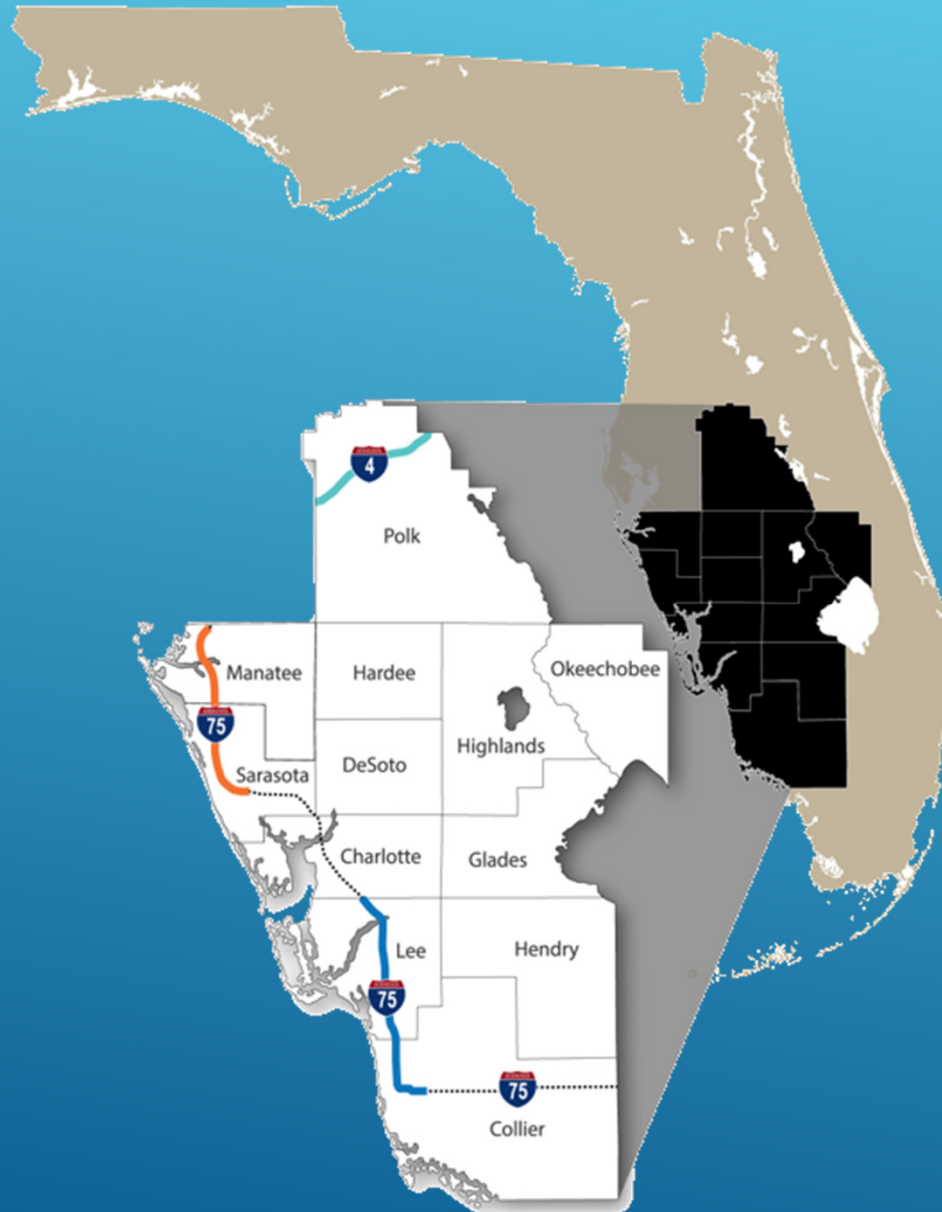 4
Polk
Manatee
Hardee
Okeechobee
75
Highlands
DeSoto
Sarasota
Charlotte
Glades
Lee
Hendry
75
75
Collier